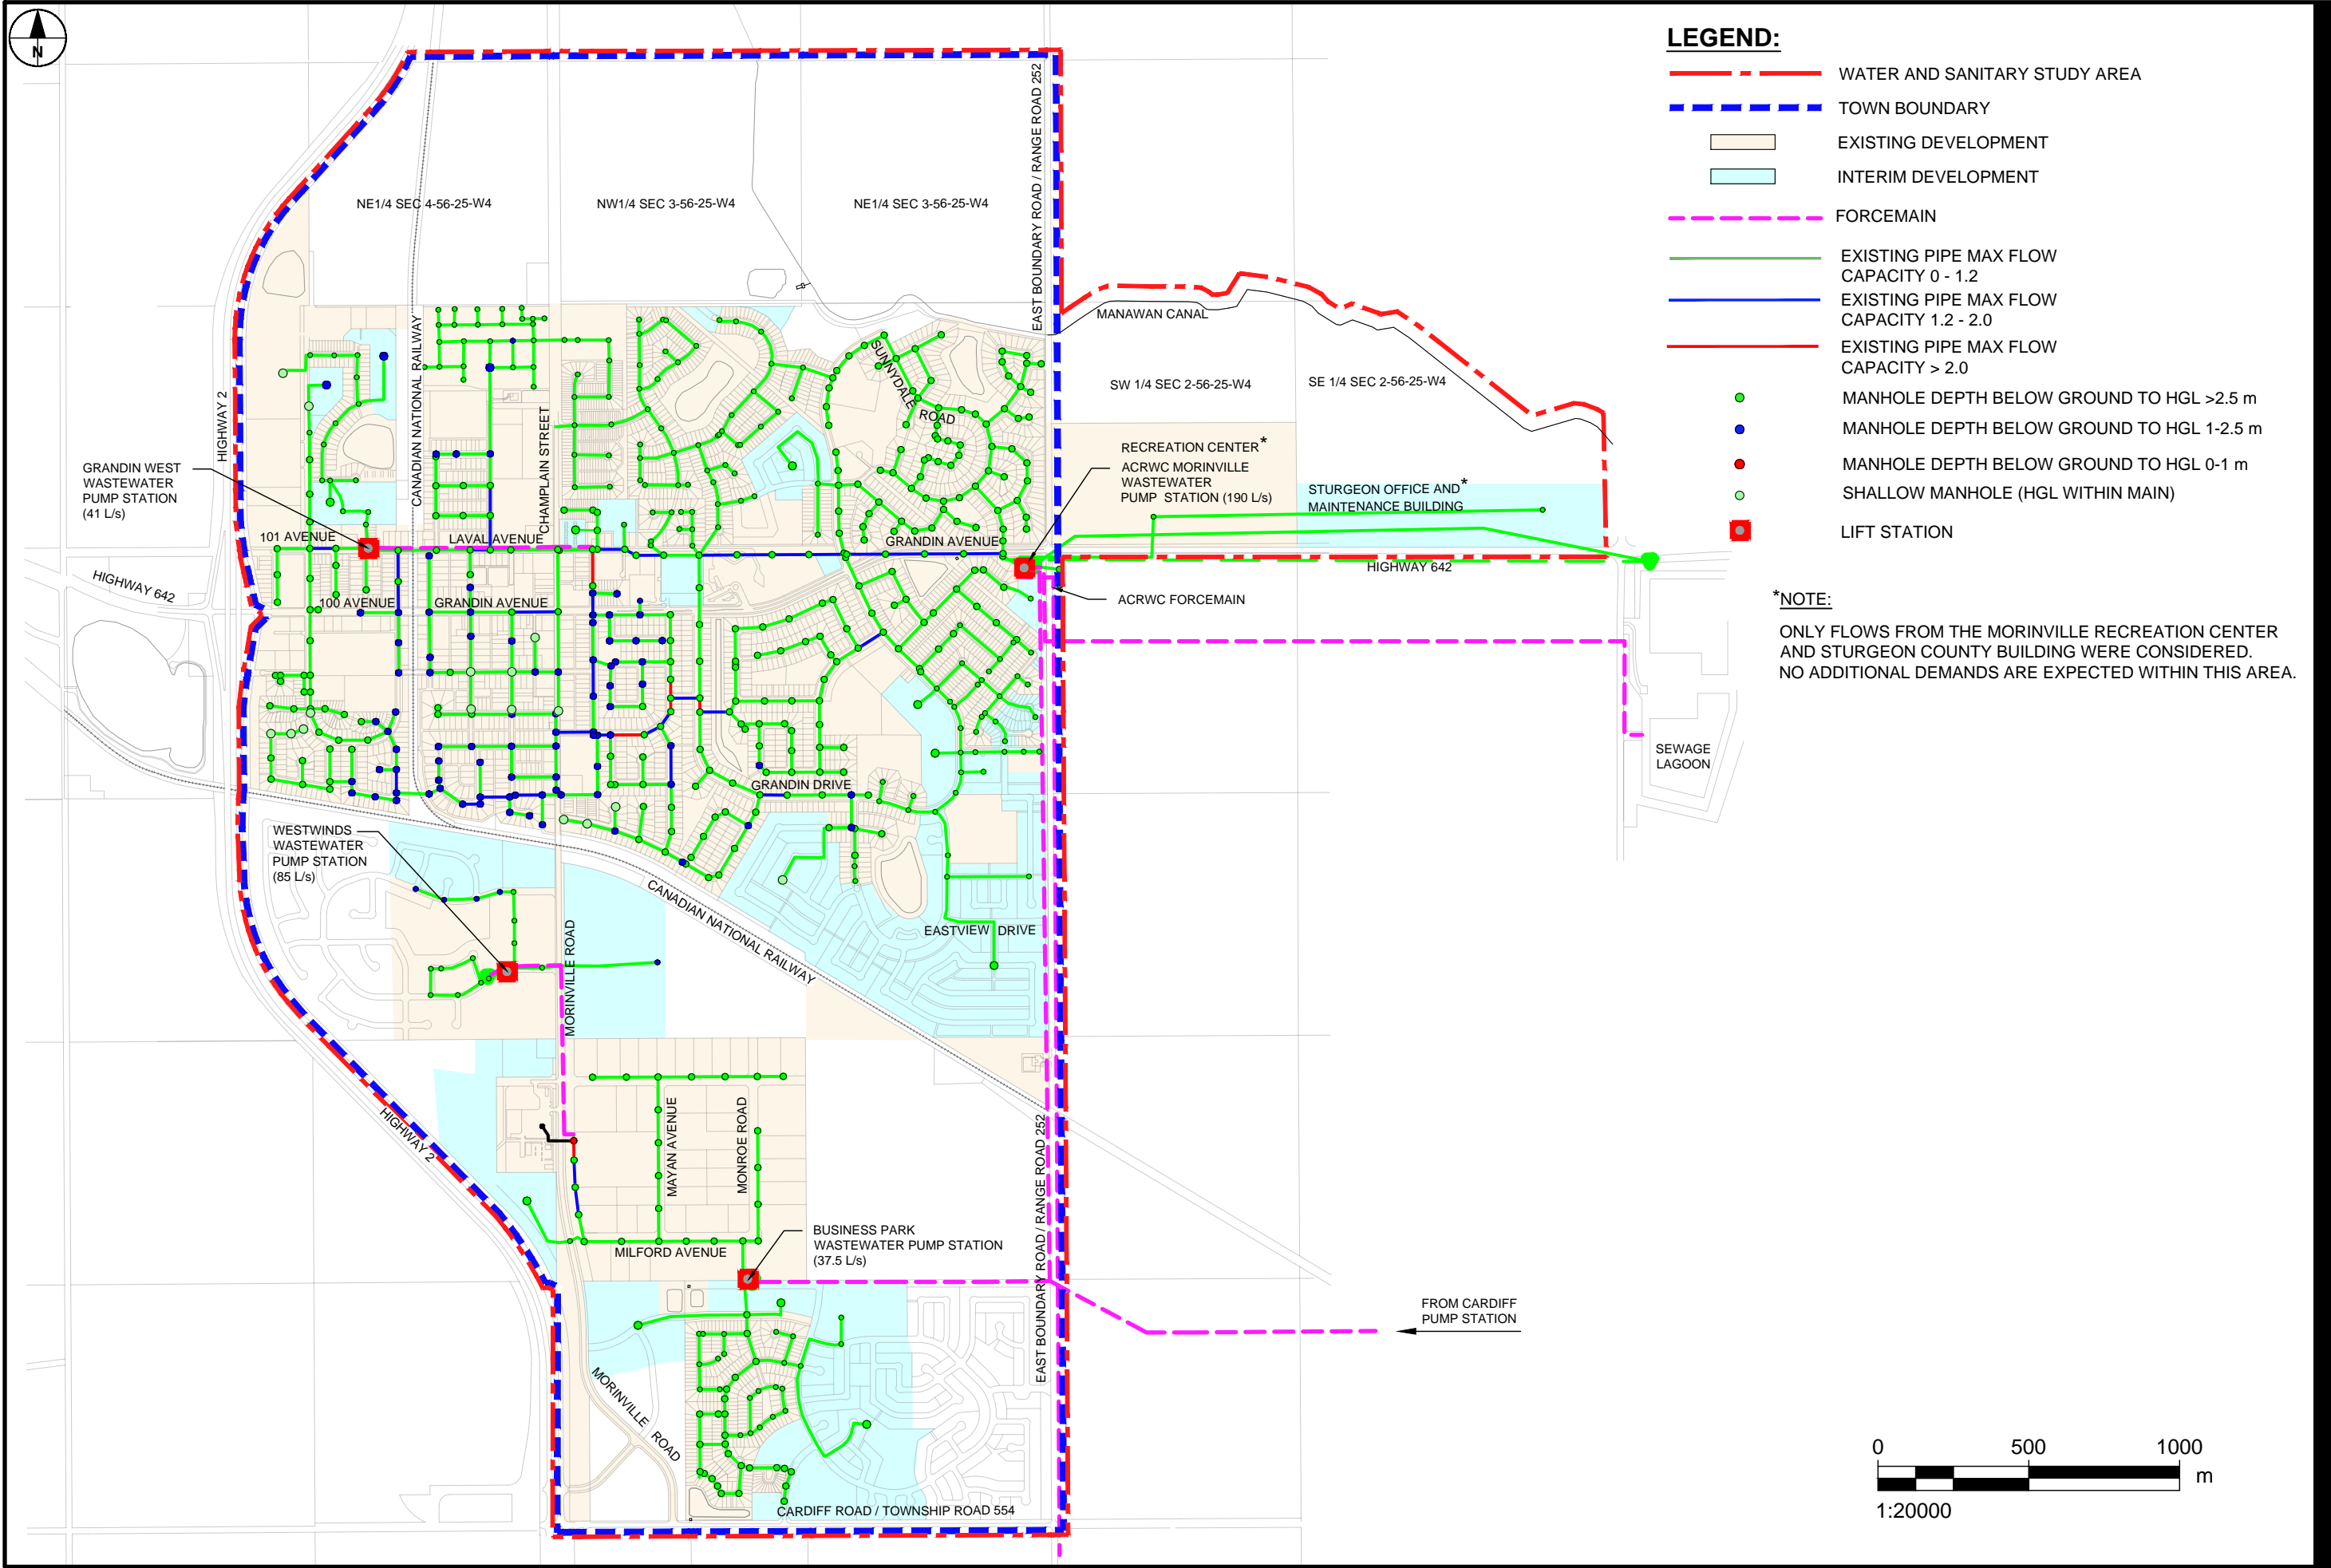 N
LEGEND:
WATER AND SANITARY STUDY AREA
TOWN BOUNDARY
EXISTING DEVELOPMENT
INTERIM DEVELOPMENT
FORCEMAIN
EXISTING PIPE MAX FLOW
CAPACITY 0 - 1.2
EXISTING PIPE MAX FLOW
CAPACITY 1.2 - 2.0
EXISTING PIPE MAX FLOW
CAPACITY > 2.0
MANHOLE DEPTH BELOW GROUND TO HGL >2.5 m
MANHOLE DEPTH BELOW GROUND TO HGL 1-2.5 m
MANHOLE DEPTH BELOW GROUND TO HGL 0-1 m
SHALLOW MANHOLE (HGL WITHIN MAIN)
LIFT STATION
*NOTE:
ONLY FLOWS FROM THE MORINVILLE RECREATION CENTER
AND STURGEON COUNTY BUILDING WERE CONSIDERED.
NO ADDITIONAL DEMANDS ARE EXPECTED WITHIN THIS AREA.
NE1/4 SEC 4-56-25-W4
NW1/4 SEC 3-56-25-W4
NE1/4 SEC 3-56-25-W4
EAST BOUNDARY ROAD / RANGE ROAD 252
MANAWAN CANAL
SW 1/4 SEC 2-56-25-W4
SE 1/4 SEC 2-56-25-W4
HIGHWAY 2
CANADIAN NATIONAL RAILWAY
CHAMPLAIN STREET
SUNNYDALE
ROAD
GRANDIN WEST
WASTEWATER
PUMP STATION
(41 L/s)
RECREATION CENTER*
ACRWC MORINVILLE
WASTEWATER
PUMP STATION (190 L/s)
STURGEON OFFICE AND*
MAINTENANCE BUILDING
101 AVENUE
LAVAL AVENUE
GRANDIN AVENUE
HIGHWAY 642
HIGHWAY 642
100 AVENUE
GRANDIN AVENUE
ACRWC FORCEMAIN
SEWAGE
LAGOON
GRANDIN DRIVE
WESTWINDS
WASTEWATER
PUMP STATION
(85 L/s)
CANADIAN NATIONAL RAILWAY
EASTVIEW DRIVE
MORINVILLE ROAD
HIGHWAY 2
MAYAN AVENUE
MONROE ROAD
EAST BOUNDARY ROAD / RANGE ROAD 252
MILFORD AVENUE
BUSINESS PARK
WASTEWATER PUMP STATION
(37.5 L/s)
FROM CARDIFF
PUMP STATION
MORINVILLE ROAD
CARDIFF ROAD / TOWNSHIP ROAD 554
0 500 1000
m
1:20000